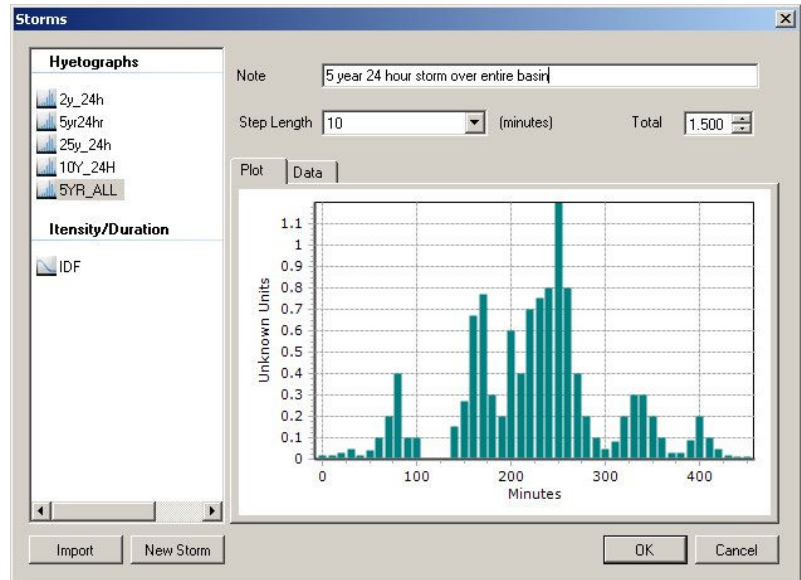 Storms
Hyetographs
2y_24h
5yr24hr
25y_24h
10Y_24H
5YR_ALL
Itensity/Duration
IDF
Note 5 year 24 hour storm over entire basin
Step Length 10 (minutes) Total 1.500
Plot Data
1.1
1
0.9
0.8
0.7
0.6
0.5
0.4
0.3
0.2
0.1
0
Unknown Units
0 100 200 300 400
Minutes
Import New Storm OK Cancel